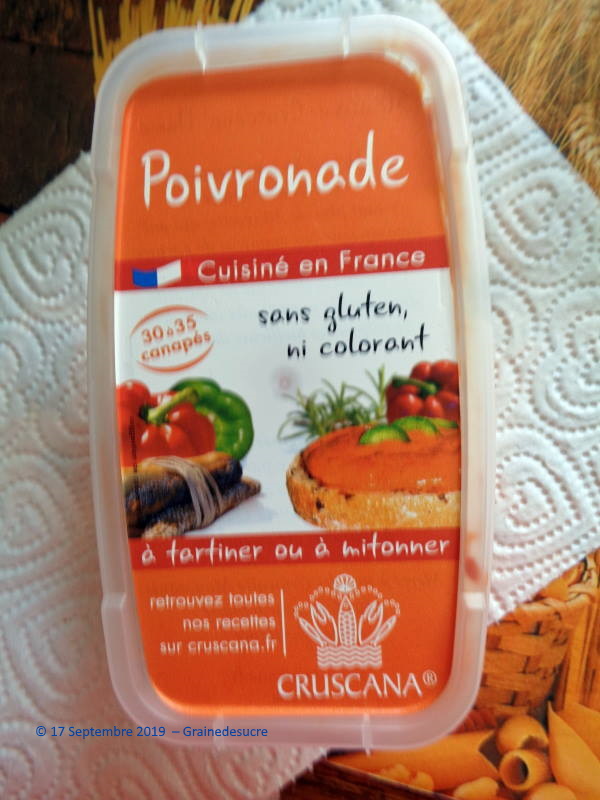 Poivronade
Cuisiné en France
30 à 35
canapés
sans gluten,
ni colorant
à tartiner ou à mitonner
retrouvez toutes
nos recettes
sur cruscana.fr
CRUSCANA®
© 17 Septembre 2019 – Grainedesucre